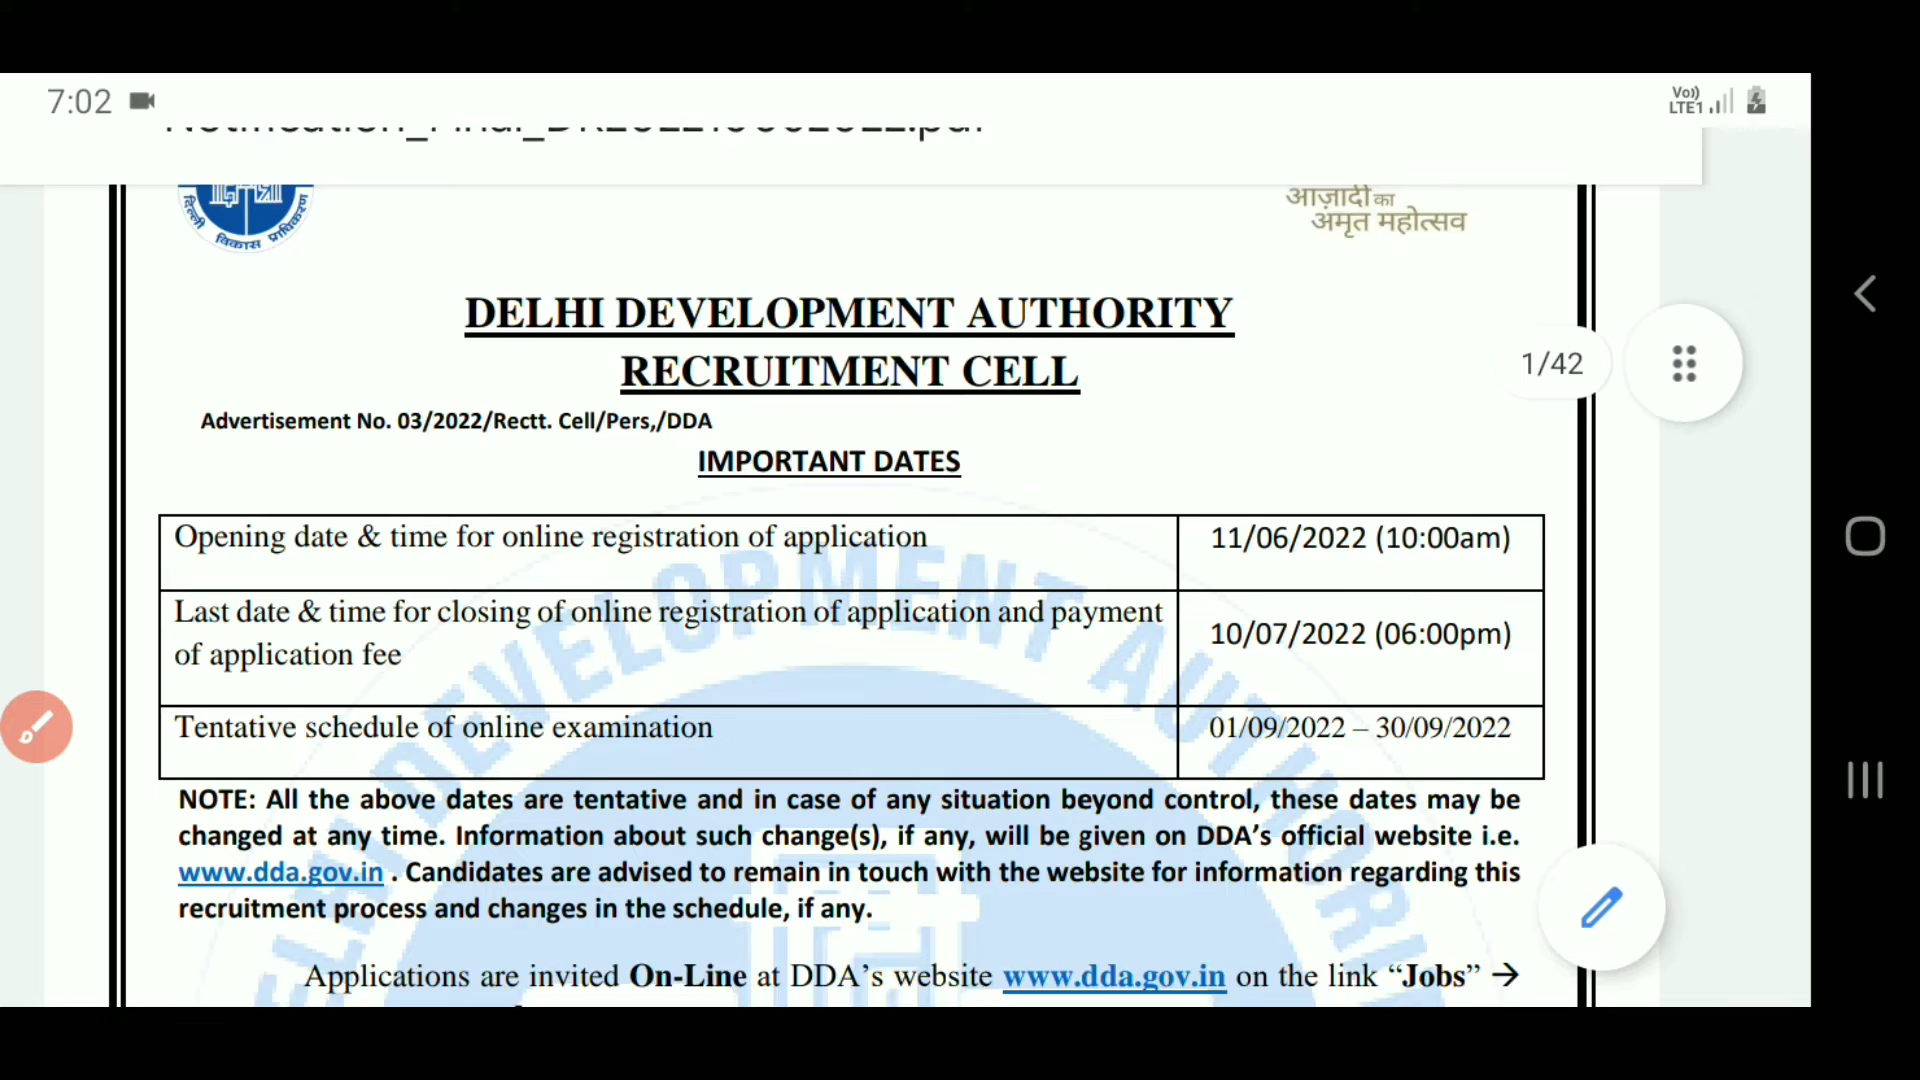 7:02
Vo)) LTE1
दिल्ली विकास प्राधिकरण
आज़ादी का
अमृत महोत्सव
DELHI DEVELOPMENT AUTHORITY
RECRUITMENT CELL
1/42
Advertisement No. 03/2022/Rectt. Cell/Pers,/DDA
IMPORTANT DATES
Opening date & time for online registration of application 11/06/2022 (10:00am)
Last date & time for closing of online registration of application and payment
of application fee 10/07/2022 (06:00pm)
Tentative schedule of online examination 01/09/2022 – 30/09/2022
NOTE: All the above dates are tentative and in case of any situation beyond control, these dates may be
changed at any time. Information about such change(s), if any, will be given on DDA’s official website i.e.
www.dda.gov.in . Candidates are advised to remain in touch with the website for information regarding this
recruitment process and changes in the schedule, if any.
Applications are invited On-Line at DDA’s website www.dda.gov.in on the link “Jobs” →
DELHI DEVELOPMENT AUTHORITY